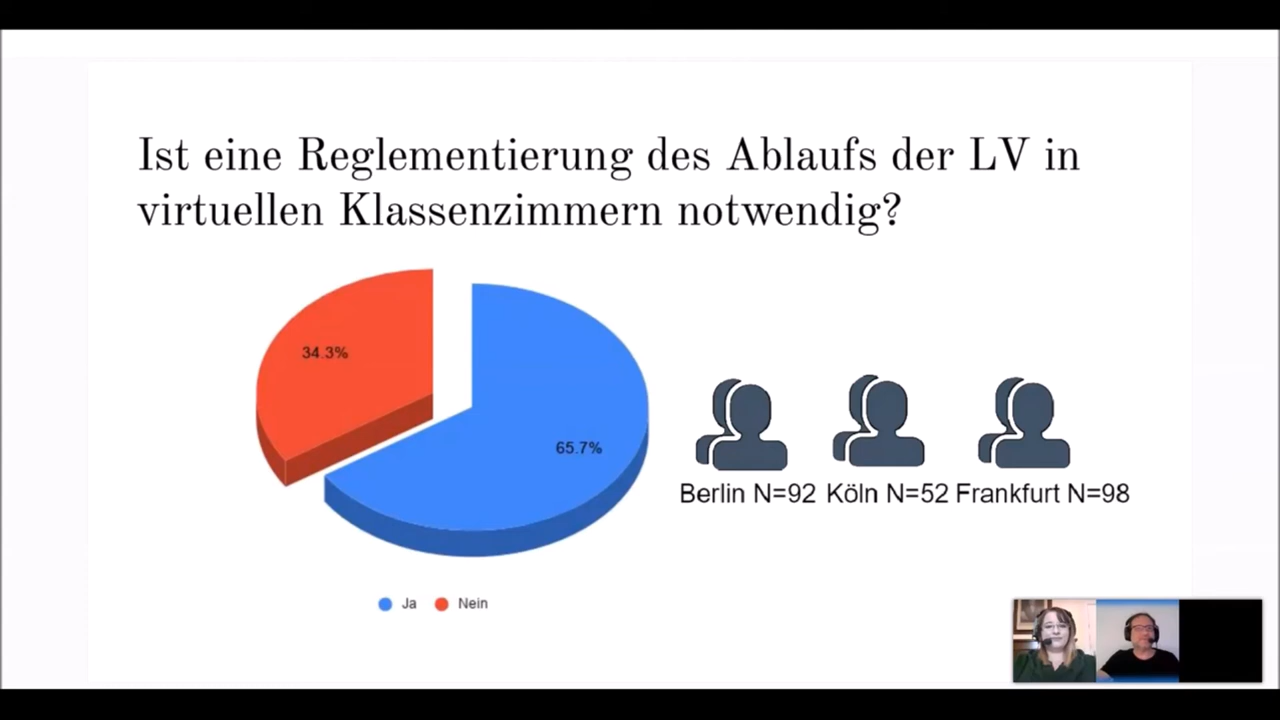 Ist eine Reglementierung des Ablaufs der LV in
virtuellen Klassenzimmern notwendig?
34.3%
65.7%
Berlin N=92 Köln N=52 Frankfurt N=98
Ja Nein